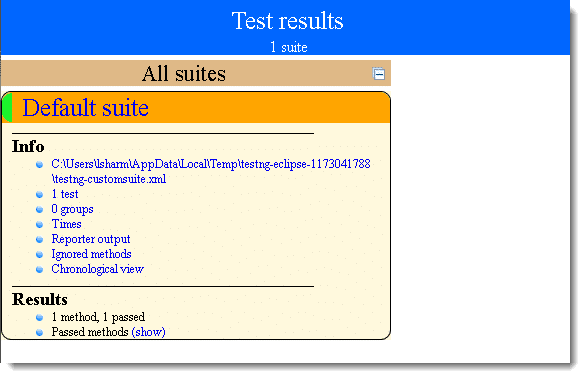 Test results
1 suite
All suites
Default suite
Info
C:\Users\lsharm\AppData\Local\Temp\testng-eclipse-1173041788
\testng-customsuite.xml
1 test
0 groups
Times
Reporter output
Ignored methods
Chronological view
Results
1 method, 1 passed
Passed methods (show)